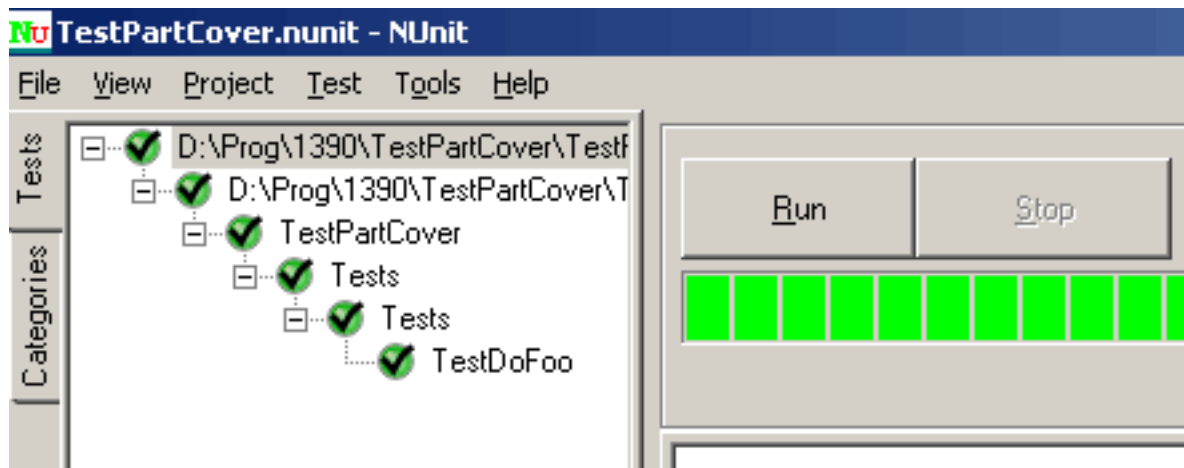 NU TestPartCover.nunit - NUnit
File View Project Test Tools Help
Tests
Categories
D:\Prog\1390\TestPartCover\Test
D:\Prog\1390\TestPartCover\T
TestPartCover
Tests
Tests
TestDoFoo
Run
Stop